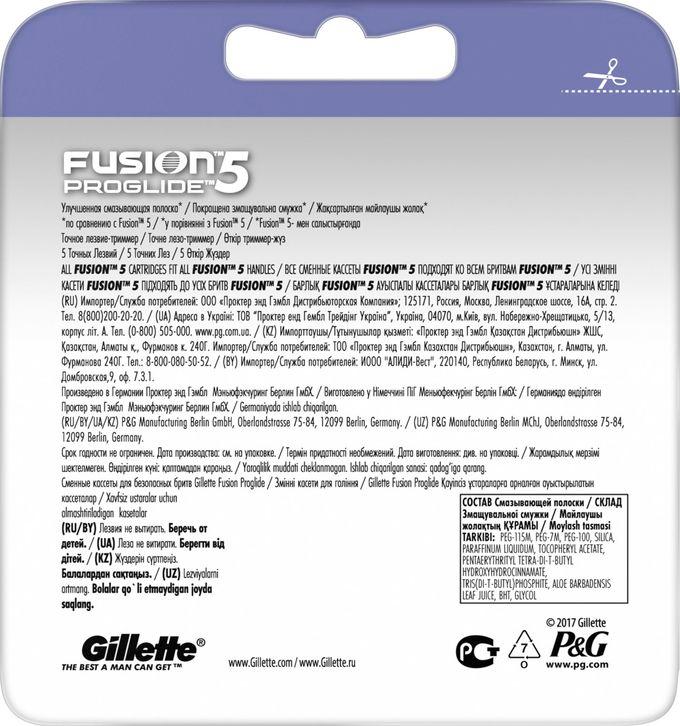 FUSION™5
PROGLIDE™
Улучшенная смазывающая полоска* / Покращена змащувальна смужка* / Жақсартылған майлаушы жолақ*
*по сравнению с Fusion™ 5 / *у порівнянні з Fusion™ 5 / *Fusion™ 5- мен салыстырғанда
Точное лезвие-триммер / Точне лезо-триммер / Өткір триммер-жүз
5 Точных Лезвий / 5 Точних Лез / 5 Өткір Жүздер
ALL FUSION™ 5 CARTRIDGES FIT ALL FUSION™ 5 HANDLES / ВСЕ СМЕННЫЕ КАССЕТЫ FUSION™ 5 ПОДХОДЯТ КО ВСЕМ БРИТВАМ FUSION™ 5 / УСІ ЗМІННІ
КАСЕТИ FUSION™ 5 ПІДХОДЯТЬ ДО УСІХ БРИТВ FUSION™ 5 / БАРЛЫҚ FUSION™ 5 АУЫСПАЛЫ КАССЕТАЛАРЫ БАРЛЫҚ FUSION™ 5 ҰСТАРАЛАРЫНА КЕЛЕДІ
(RU) Импортер/Служба потребителей: ООО «Проктер энд Гэмбл Дистрибьюторская Компания»; 125171, Россия, Москва, Ленинградское шоссе, 16А, стр. 2.
Тел. 8(800)200-20-20. / (UA) Адреса в Україні: ТОВ “Проктер енд Гембл Трейдінг Україна”, Україна, 04070, м.Київ, вул. Набережно-Хрещатицька, 5/13,
корпус літ. А. Тел. (0-800) 505-000. www.pg.com.ua. / (KZ) Импорттаушы/Тұтынушылар қызметі: «Проктер энд Гэмбл Қазақстан Дистрибьюшн» ЖШС,
Қазақстан, Алматы қ., Фурманов к. 240Г. Импортер/Служба потребителей: ТОО «Проктер энд Гэмбл Казахстан Дистрибьюшн», Казахстан, г. Алматы, ул.
Фурманова 240Г. Тел.: 8-800-080-50-52. / (BY) Импортер/Служба потребителей: ИООО "АЛИДИ-Вест", 220140, Республика Беларусь, г. Минск, ул.
Домбровская,9, оф. 7.3.1.
Произведено в Германии Проктер энд Гэмбл Мэньюфэкчуринг Берлин ГмбХ. / Виготовлено у Німеччині ПіГ Меньюфекчурінг Берлін ГмбХ: / Германияда өндірілген
Проктер энд Гэмбл Мэньюфэкчуринг Берлин ГмбХ. / Germaniyada ishlab chiqarilgan.
(RU/BY/UA/KZ) P&G Manufacturing Berlin GmbH, Oberlandstrasse 75-84, 12099 Berlin, Germany. / (UZ) P&G Manufacturing Berlin MChJ, Oberlandstrasse 75-84,
12099 Berlin, Germany.
Срок годности не ограничен. Дата производства: см. на упаковке. / Термін придатності необмежений. Дата виготовлення: див. на упаковці. / Жарамдылық мерзімі
шектелмеген. Өндірілген күні: қаптамадан қараңыз. / Yaroqlilik muddati cheklanmagan. Ishlab chiqarilgan sanasi: qadog‘iga qarang.
Сменные кассеты для безопасных бритв Gillette Fusion Proglide / Змінні касети для гоління / Gillette Fusion Proglide Қауіпсіз ұстараларға арналған ауыстырылатын
кассеталар / Xavfsiz ustaralar uchun
almashtiriladigan kasetalar
(RU/BY) Лезвия не вытирать. Беречь от
детей. / (UA) Леза не витирати. Берегти від
дітей. / (KZ) Жүздерін сүртпеңіз.
Балалардан сақтаңыз. / (UZ) Lezviyalarni
artmang. Bolalar qo` li etmaydigan joyda
saqlang.
СОСТАВ Смазывающей полоски / СКЛАД
Змащувальної смужки / Майлаушы
жолақтың ҚҰРАМЫ / Moylash tasmasi
TARKIBI: PEG-115M, PEG-7M, PEG-100, SILICA,
PARAFFINUM LIQUIDUM, TOCOPHERYL ACETATE,
PENTAERYTHRITYL TETRA-DI-T-BUTYL
HYDROXYHYDROCINNAMATE,
TRIS(DI-T-BUTYL)PHOSPHITE, ALOE BARBADENSIS
LEAF JUICE, BHT, GLYCOL
Gillette®
THE BEST A MAN CAN GET™
www.Gillette.com / www.Gillette.ru
РСТ
7
O
© 2017 Gillette
P&G
www.pg.com